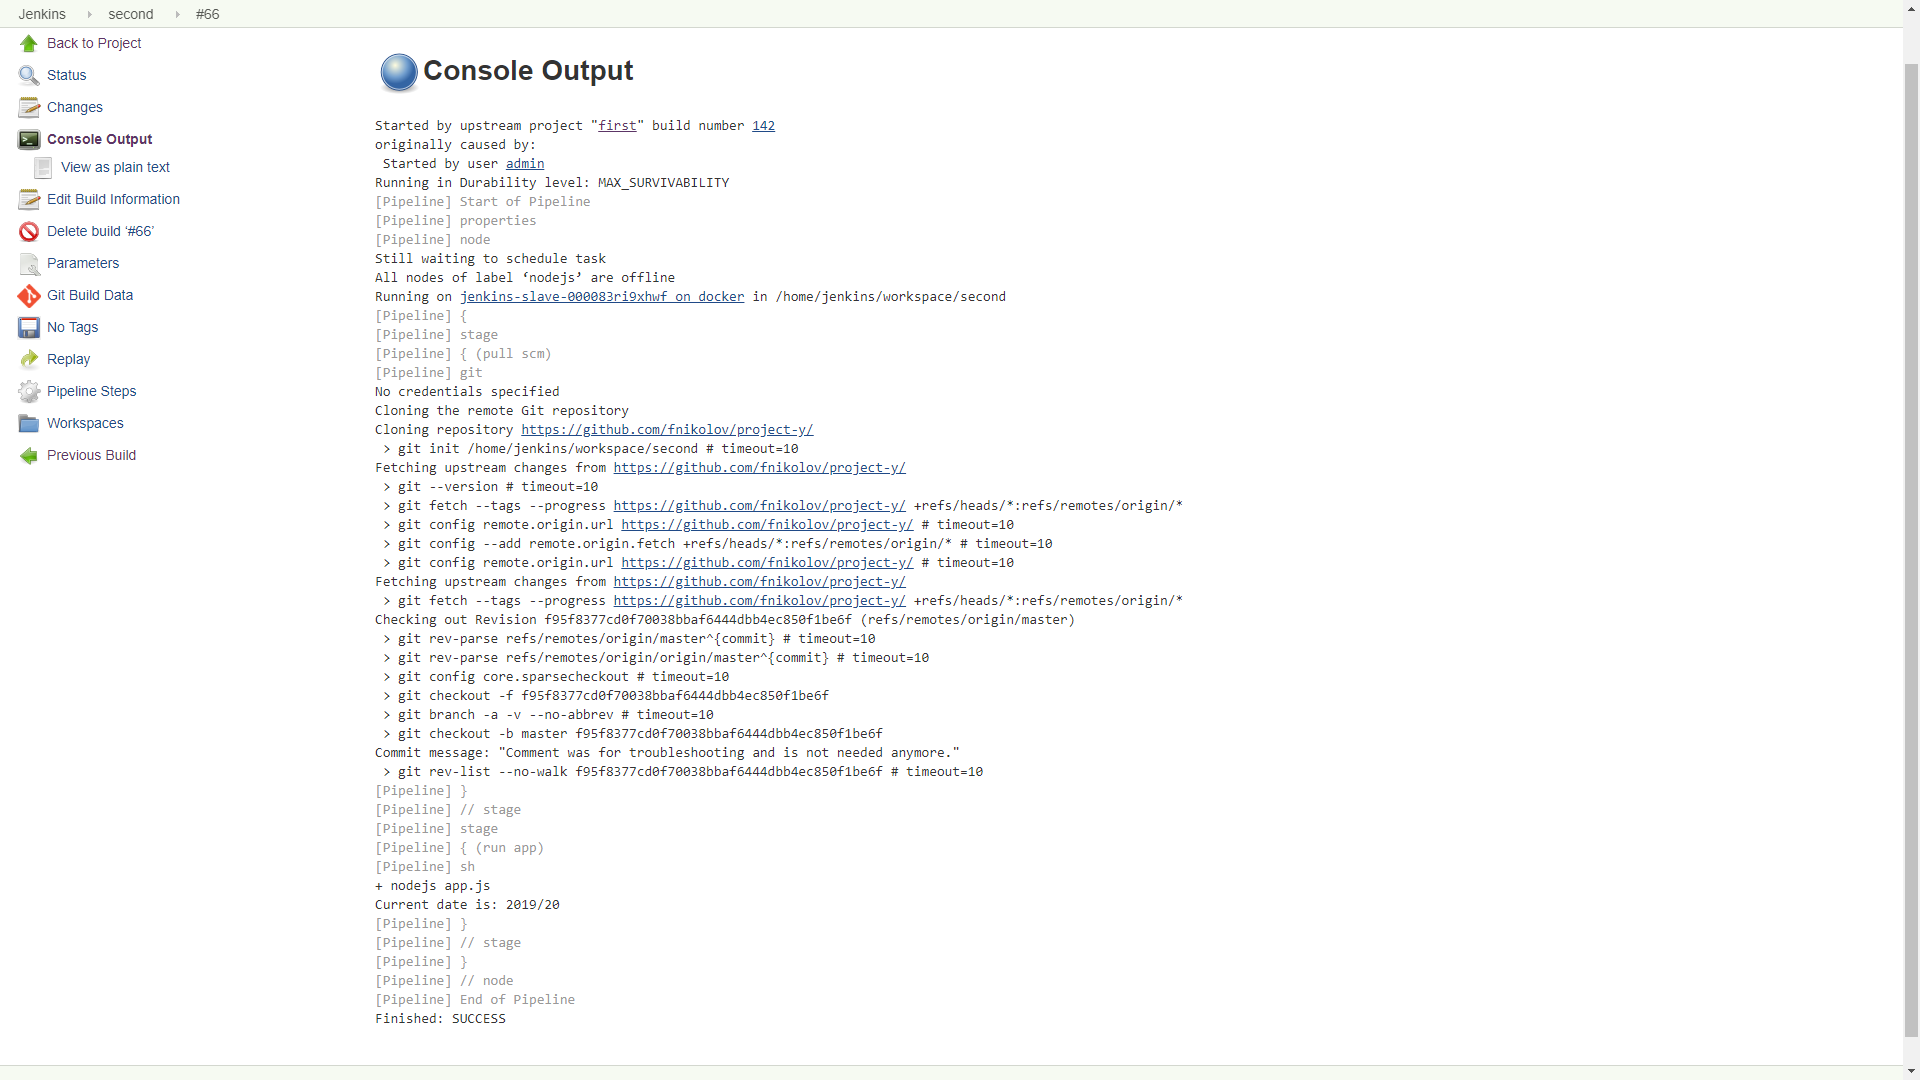 Jenkins second #66
Back to Project
Status
Changes
Console Output
View as plain text
Edit Build Information
Delete build ‘#66’
Parameters
Git Build Data
No Tags
Replay
Pipeline Steps
Workspaces
Previous Build
Console Output
Started by upstream project "first" build number 142
originally caused by:
Started by user admin
Running in Durability level: MAX_SURVIVABILITY
[Pipeline] Start of Pipeline
[Pipeline] properties
[Pipeline] node
Still waiting to schedule task
All nodes of label ‘nodejs’ are offline
Running on jenkins-slave-000083ri9xhwf on docker in /home/jenkins/workspace/second
[Pipeline] {
[Pipeline] stage
[Pipeline] { (pull scm)
[Pipeline] git
No credentials specified
Cloning the remote Git repository
Cloning repository https://github.com/fnikolov/project-y/
> git init /home/jenkins/workspace/second # timeout=10
Fetching upstream changes from https://github.com/fnikolov/project-y/
> git --version # timeout=10
> git fetch --tags --progress https://github.com/fnikolov/project-y/ +refs/heads/*:refs/remotes/origin/*
> git config remote.origin.url https://github.com/fnikolov/project-y/ # timeout=10
> git config --add remote.origin.fetch +refs/heads/*:refs/remotes/origin/* # timeout=10
> git config remote.origin.url https://github.com/fnikolov/project-y/ # timeout=10
Fetching upstream changes from https://github.com/fnikolov/project-y/
> git fetch --tags --progress https://github.com/fnikolov/project-y/ +refs/heads/*:refs/remotes/origin/*
Checking out Revision f95f8377cd0f70038bbaf6444dbb4ec850f1be6f (refs/remotes/origin/master)
> git rev-parse refs/remotes/origin/master^{commit} # timeout=10
> git rev-parse refs/remotes/origin/origin/master^{commit} # timeout=10
> git config core.sparsecheckout # timeout=10
> git checkout -f f95f8377cd0f70038bbaf6444dbb4ec850f1be6f
> git branch -a -v --no-abbrev # timeout=10
> git checkout -b master f95f8377cd0f70038bbaf6444dbb4ec850f1be6f
Commit message: "Comment was for troubleshooting and is not needed anymore."
> git rev-list --no-walk f95f8377cd0f70038bbaf6444dbb4ec850f1be6f # timeout=10
[Pipeline] }
[Pipeline] // stage
[Pipeline] stage
[Pipeline] { (run app)
[Pipeline] sh
+ nodejs app.js
Current date is: 2019/20
[Pipeline] }
[Pipeline] // stage
[Pipeline] }
[Pipeline] // node
[Pipeline] End of Pipeline
Finished: SUCCESS